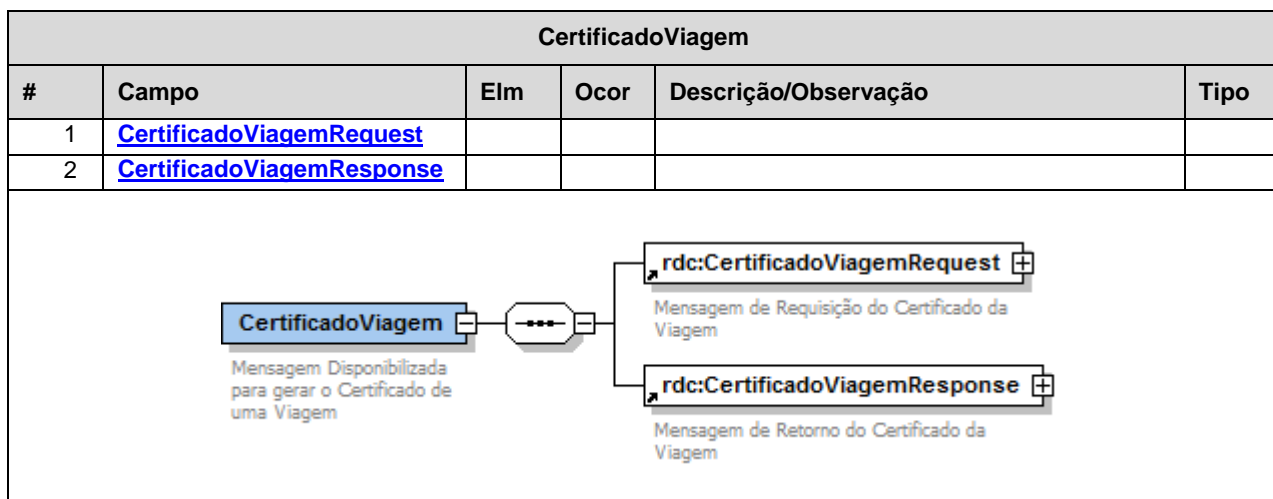 CertificadoViagem
# Campo Elm Ocor Descrição/Observação Tipo
1 CertificadoViagemRequest
2 CertificadoViagemResponse
rdc:CertificadoViagemRequest
Mensagem de Requisição do Certificado da
Viagem
CertificadoViagem
Mensagem Disponibilizada
para gerar o Certificado de
uma Viagem
rdc:CertificadoViagemResponse
Mensagem de Retorno do Certificado da
Viagem